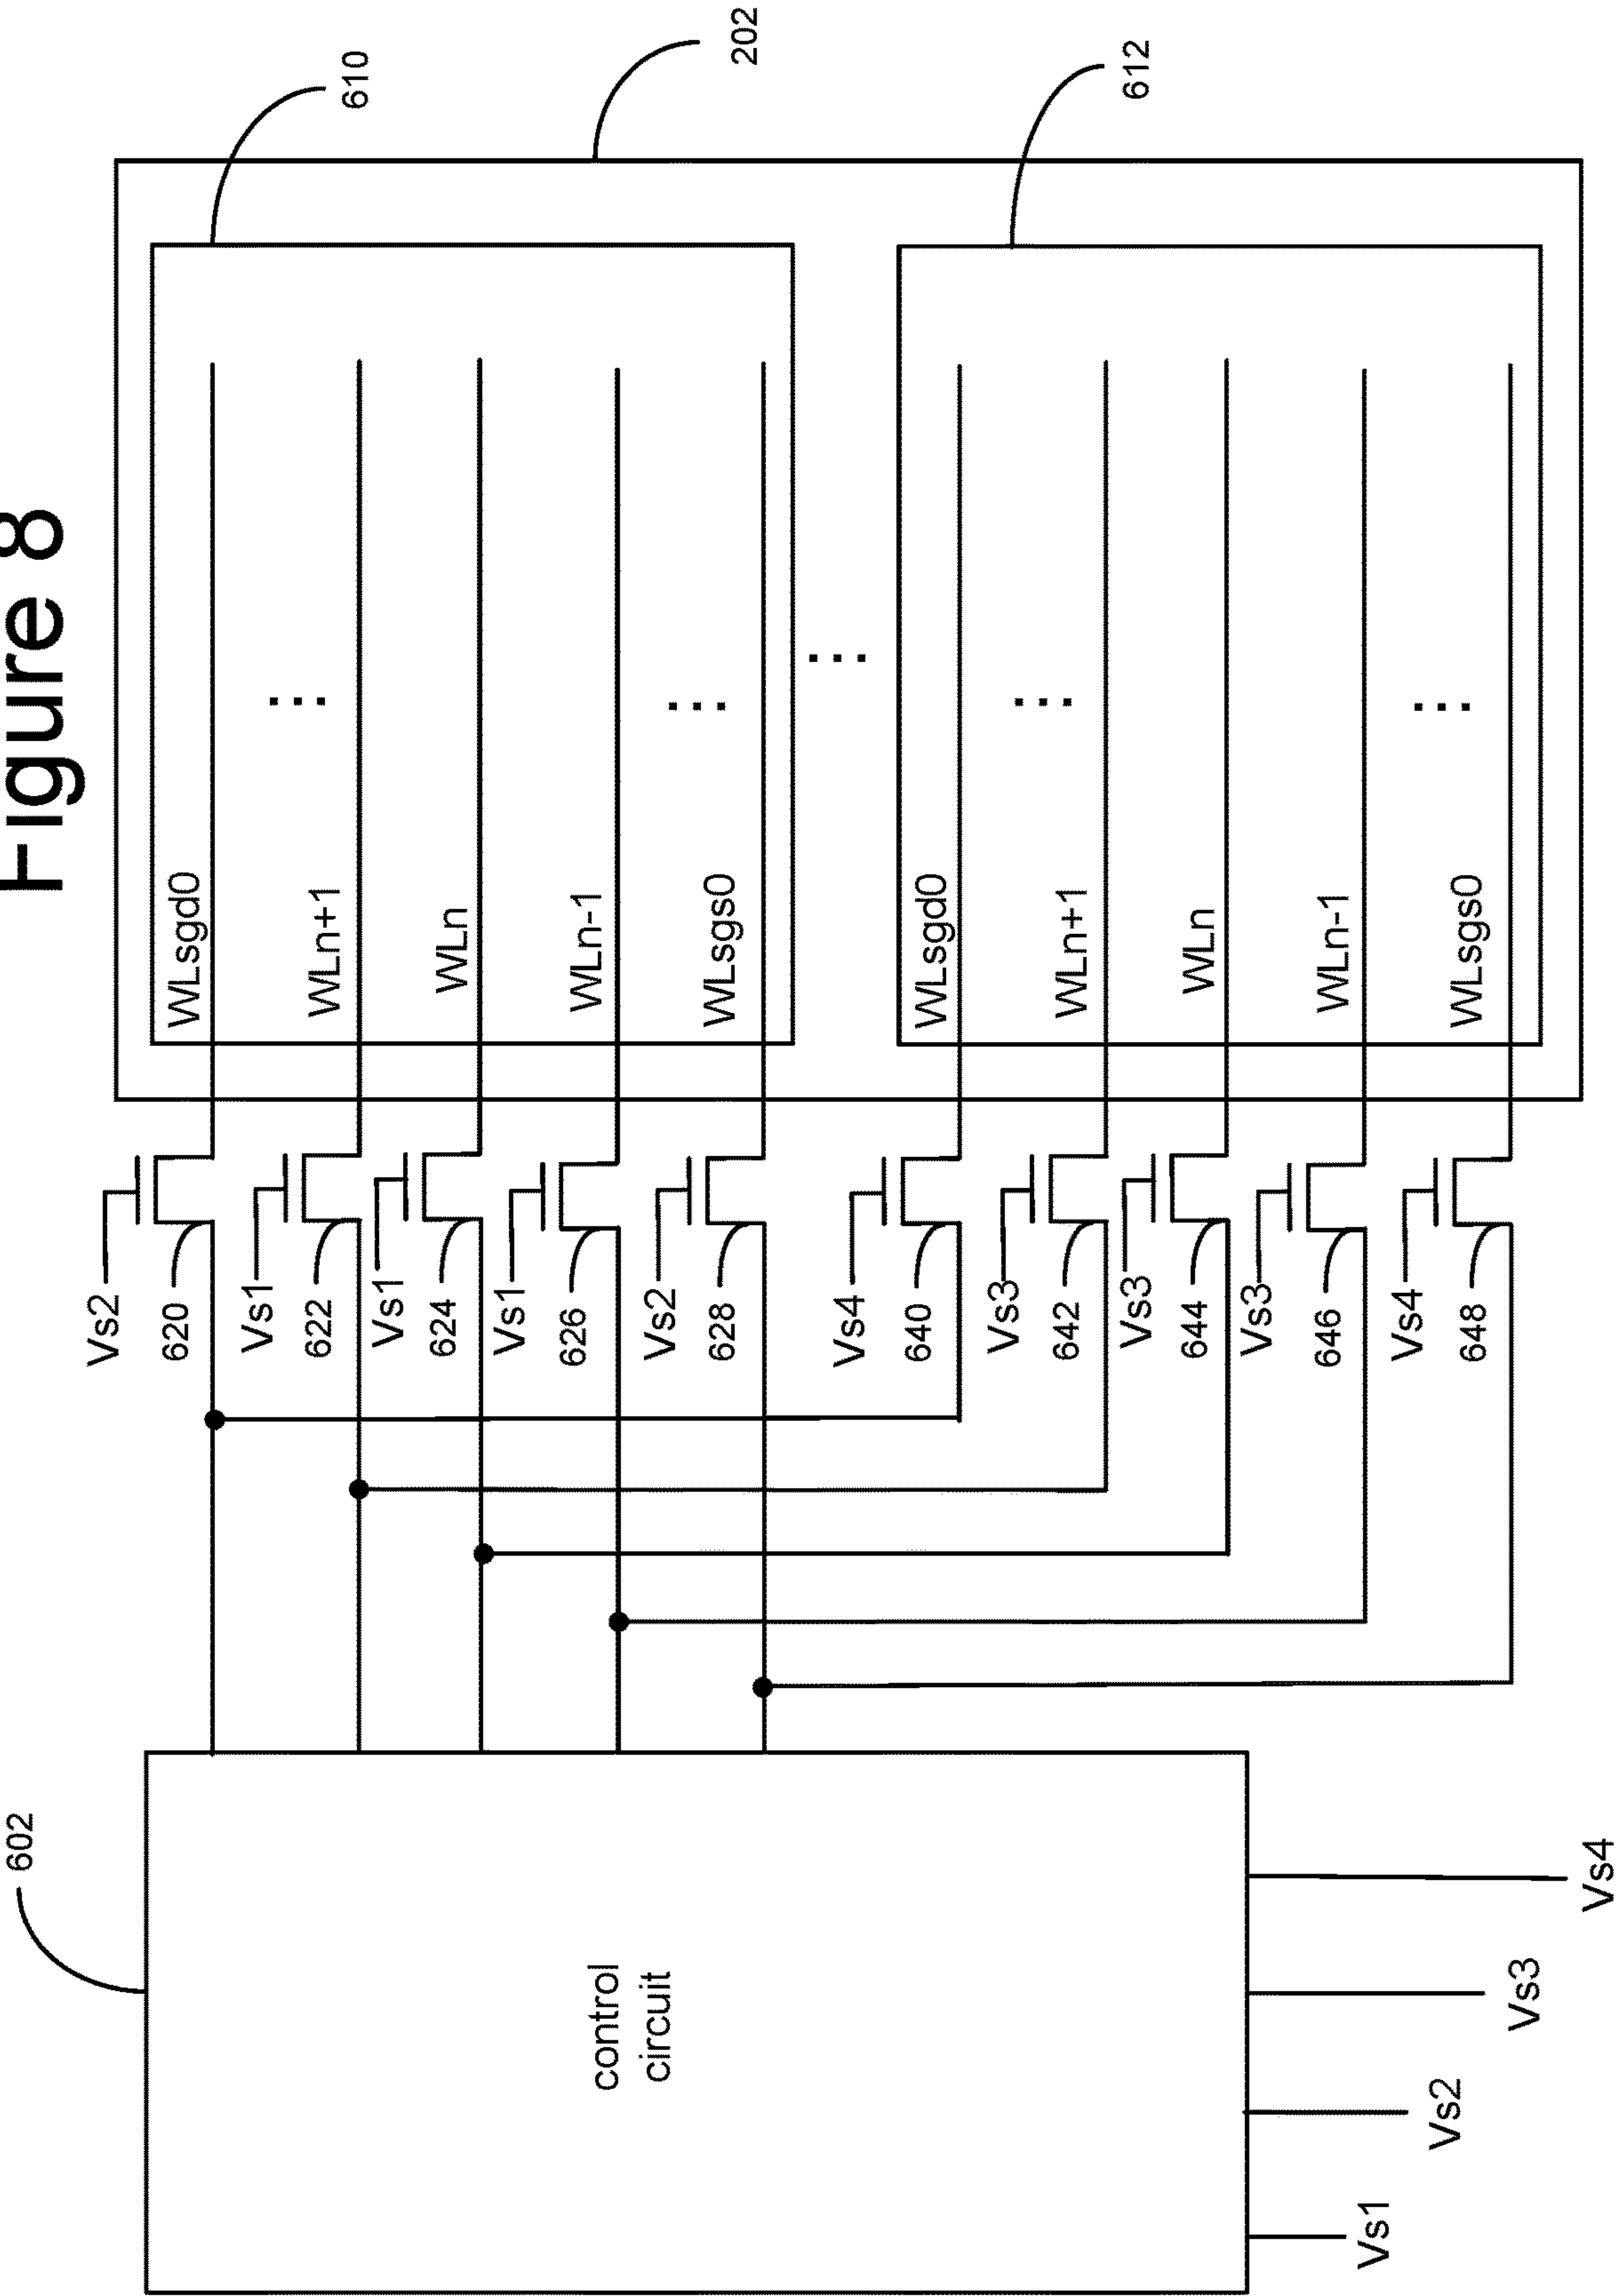 Figure 8
602
control
circuit
Vs1
Vs2
Vs3
Vs4
Vs2
620
Vs1
622
Vs1
624
Vs1
626
Vs2
628
Vs4
640
Vs3
642
Vs3
644
Vs3
646
Vs4
648
WLsgd0
...
WLn+1
WLn
WLn-1
...
WLsgs0
610
...
WLsgd0
...
WLn+1
WLn
WLn-1
...
WLsgs0
612
202